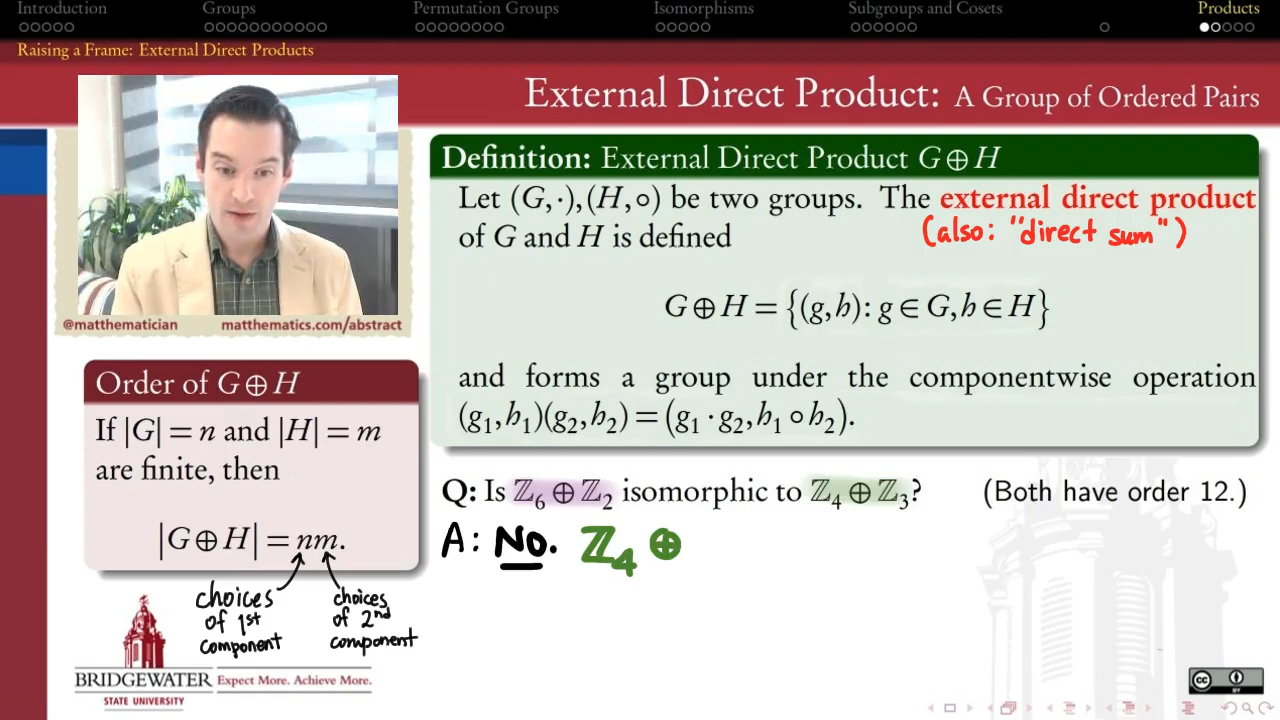 Introduction Groups Permutation Groups Isomorphisms Subgroups and Cosets Products
Raising a Frame: External Direct Products
External Direct Product: A Group of Ordered Pairs
@matthematician matthematics.com/abstract
Definition: External Direct Product G ⊕ H
Let (G, ·), (H, ∘) be two groups. The external direct product
(also: "direct sum")
of G and H is defined
G ⊕ H = {(g, h): g ∈ G, h ∈ H}
and forms a group under the componentwise operation
(g₁, h₁)(g₂, h₂) = (g₁ · g₂, h₁ ∘ h₂).
Order of G ⊕ H
If |G| = n and |H| = m
are finite, then
|G ⊕ H| = nm.
choices
of 1st
component
choices
of 2nd
component
Q: Is ℤ₆ ⊕ ℤ₂ isomorphic to ℤ₄ ⊕ ℤ₃? (Both have order 12.)
A: No. ℤ₄ ⊕
BRIDGEWATER
STATE UNIVERSITY
Expect More. Achieve More.
cc